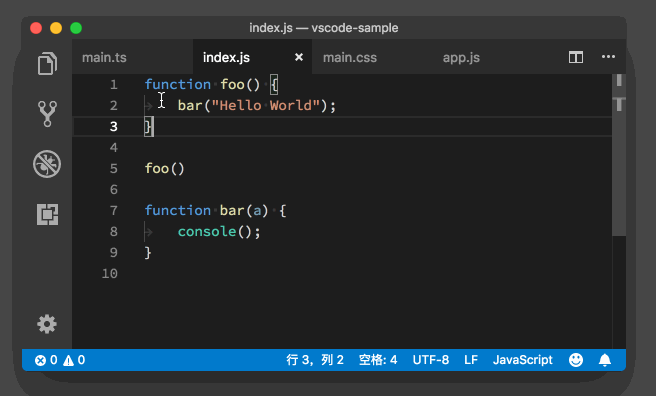 index.js — vscode-sample
main.ts index.js × main.css app.js
1 function foo() {
2 bar("Hello World");
3 }
4
5 foo()
6
7 function bar(a) {
8 console();
9 }
10
0 0 行 3，列 2 空格: 4 UTF-8 LF JavaScript